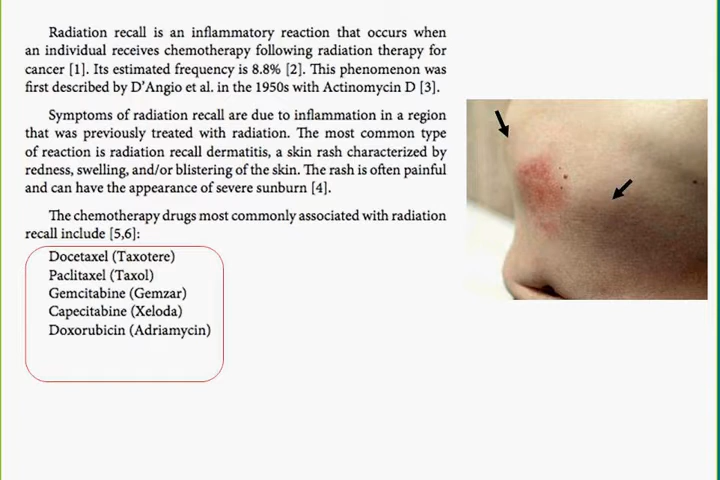 Radiation recall is an inflammatory reaction that occurs when
an individual receives chemotherapy following radiation therapy for
cancer [1]. Its estimated frequency is 8.8% [2]. This phenomenon was
first described by D’Angio et al. in the 1950s with Actinomycin D [3].
Symptoms of radiation recall are due to inflammation in a region
that was previously treated with radiation. The most common type
of reaction is radiation recall dermatitis, a skin rash characterized by
redness, swelling, and/or blistering of the skin. The rash is often painful
and can have the appearance of severe sunburn [4].
The chemotherapy drugs most commonly associated with radiation
recall include [5,6]:
Docetaxel (Taxotere)
Paclitaxel (Taxol)
Gemcitabine (Gemzar)
Capecitabine (Xeloda)
Doxorubicin (Adriamycin)